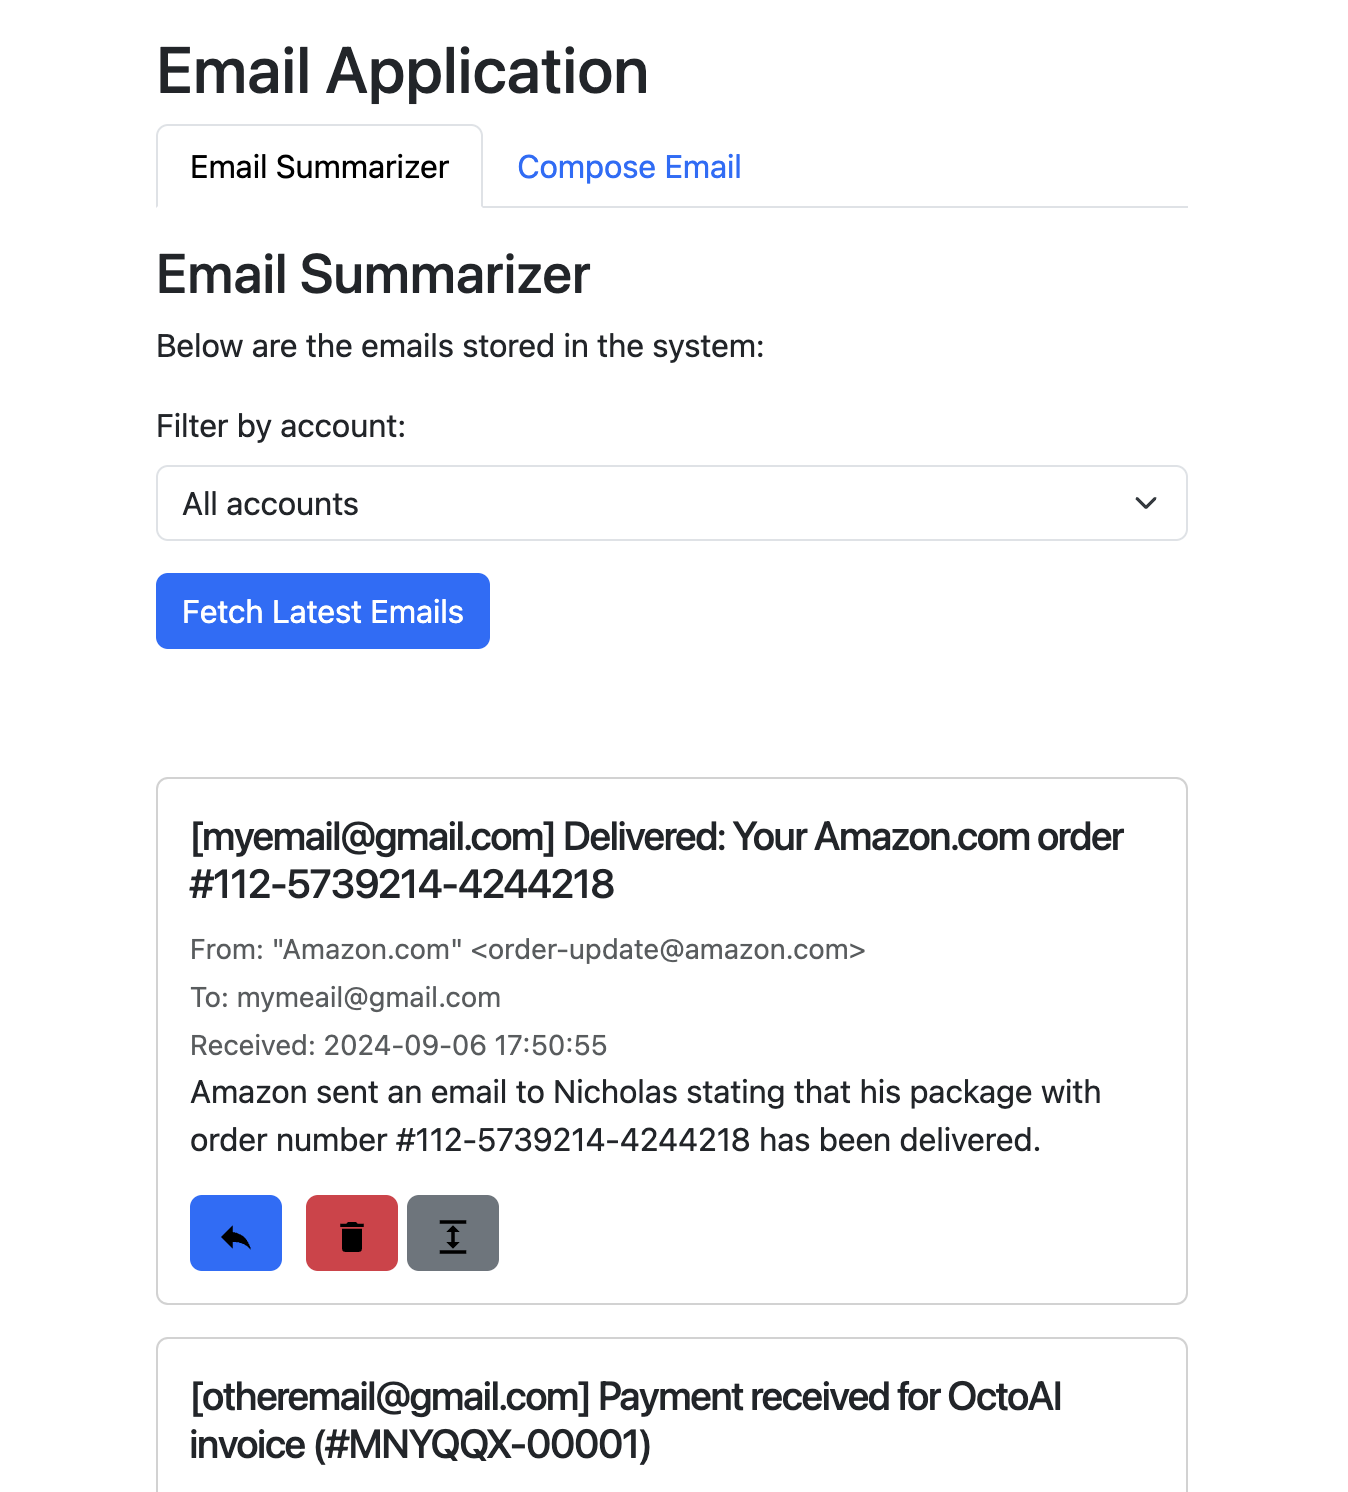 Email Application
Email Summarizer
Compose Email
Email Summarizer
Below are the emails stored in the system:
Filter by account:
All accounts
Fetch Latest Emails
[myemail@gmail.com] Delivered: Your Amazon.com order
#112-5739214-4244218
From: "Amazon.com" <order-update@amazon.com>
To: mymeail@gmail.com
Received: 2024-09-06 17:50:55
Amazon sent an email to Nicholas stating that his package with
order number #112-5739214-4244218 has been delivered.
[otheremail@gmail.com] Payment received for OctoAI
invoice (#MNYQQX-00001)